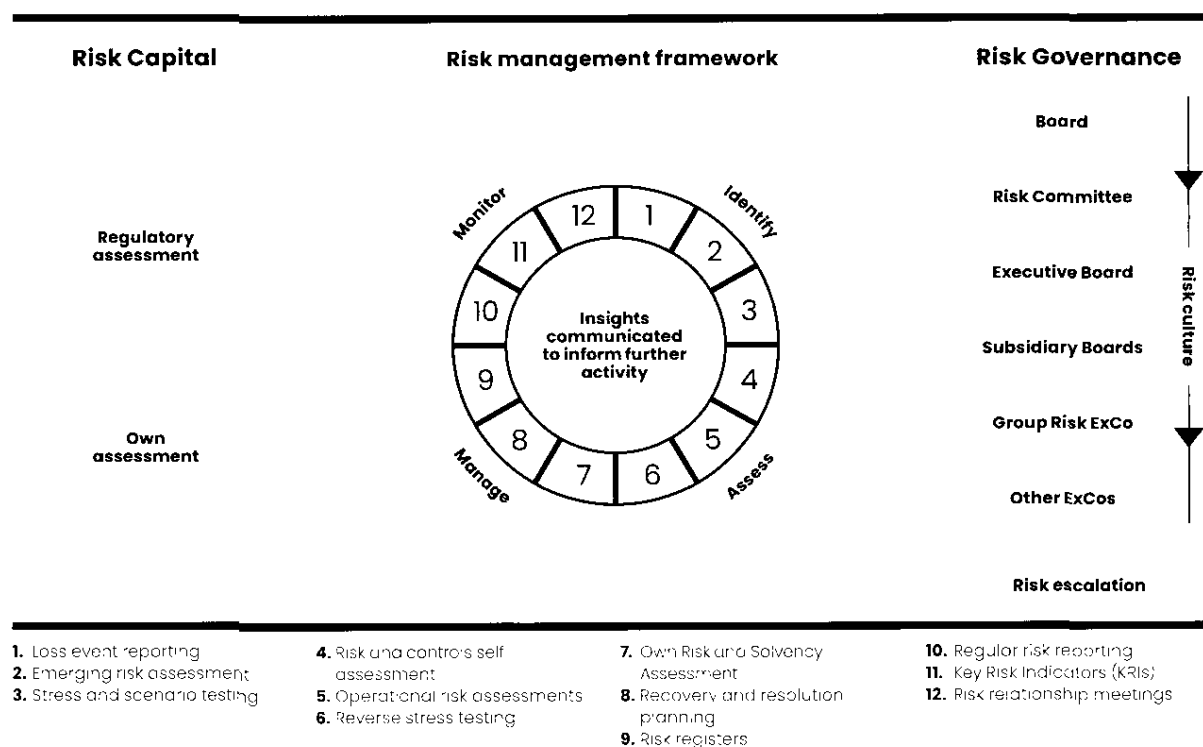 Risk Capital
Regulatory
assessment
Own
assessment
Risk management framework
Monitor
Identify
Manage
Assess
12
1
11
2
10
3
9
4
8
5
7
6
Insights
communicated
to inform further
activity
Risk Governance
Board
Risk Committee
Executive Board
Subsidiary Boards
Group Risk ExCo
Other ExCos
Risk escalation
Risk culture
1. Loss event reporting
2. Emerging risk assessment
3. Stress and scenario testing
4. Risk and controls self
assessment
5. Operational risk assessments
6. Reverse stress testing
7. Own Risk and Solvency
Assessment
8. Recovery and resolution
planning
9. Risk registers
10. Regular risk reporting
11. Key Risk Indicators (KRIs)
12. Risk relationship meetings